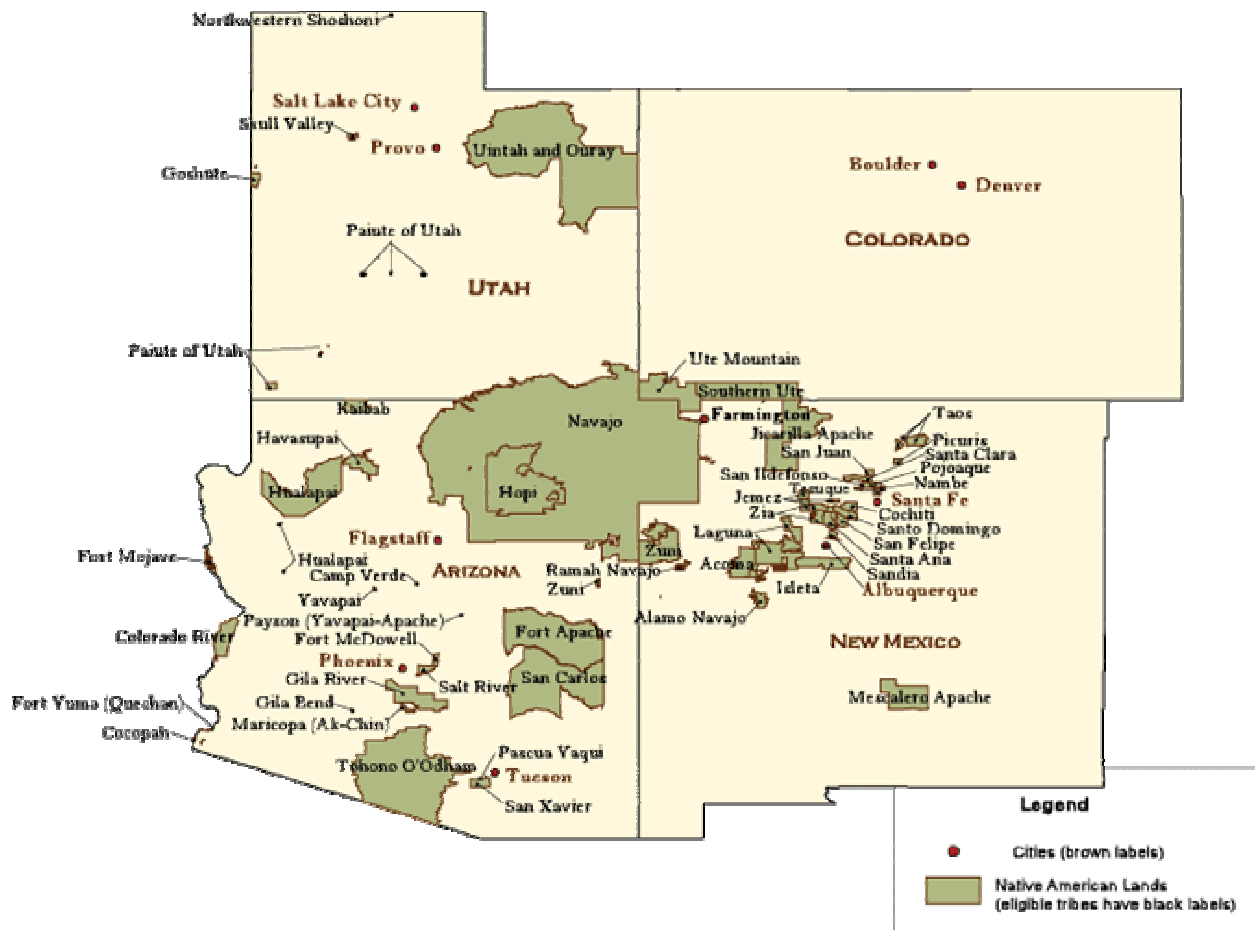 Northwestern Shoshoni
Salt Lake City
Skull Valley
Provo
Uintah and Ouray
Goshute
Boulder
Denver
Paiute of Utah
COLORADO
UTAH
Paiute of Utah
Ute Mountain
Southern Ute
Kaibab
Navajo
Farmington
Taos
Havasupai
Jicarilla Apache
Picuris
San Juan
Santa Clara
Pojoaque
San Ildefonso
Nambe
Hualapai
Hopi
Tesuque
Jemez
Santa Fe
Zia
Cochiti
Santo Domingo
Laguna
Flagstaff
San Felipe
Zuni
Fort Mojave
Hualapai
Santa Ana
Acoma
Ramah Navajo
ARIZONA
Camp Verde
Sandia
Zuni
Isleta
Albuquerque
Yavapai
Payson (Yavapai-Apache)
Alamo Navajo
Colorado River
Fort McDowell
Fort Apache
NEW MEXICO
Phoenix
Gila River
Salt River
San Carlos
Mescalero Apache
Fort Yuma (Quechan)
Gila Bend
Maricopa (Ak-Chin)
Cocopah
Pascua Yaqui
Tohono O'Odham
Tucson
San Xavier
Legend
Cities (brown labels)
Native American Lands
(eligible tribes have black labels)